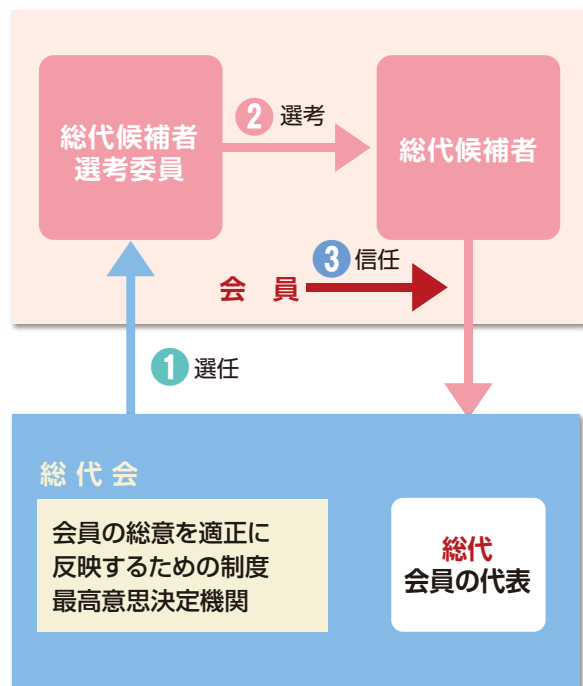 総代候補者
選考委員
2 選考
総代候補者
3 信任
会 員
1 選任
総代会
会員の総意を適正に
反映するための制度
最高意思決定機関
総代
会員の代表